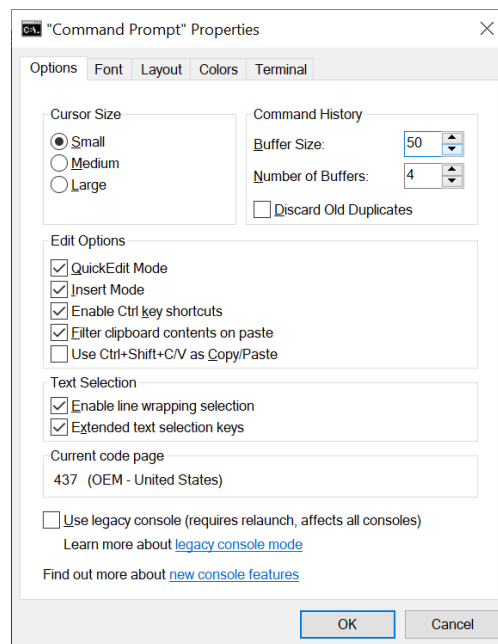 "Command Prompt" Properties
Options Font Layout Colors Terminal
Cursor Size
Small
Medium
Large
Command History
Buffer Size: 50
Number of Buffers: 4
Discard Old Duplicates
Edit Options
QuickEdit Mode
Insert Mode
Enable Ctrl key shortcuts
Filter clipboard contents on paste
Use Ctrl+Shift+C/V as Copy/Paste
Text Selection
Enable line wrapping selection
Extended text selection keys
Current code page
437 (OEM - United States)
Use legacy console (requires relaunch, affects all consoles)
Learn more about legacy console mode
Find out more about new console features
OK Cancel